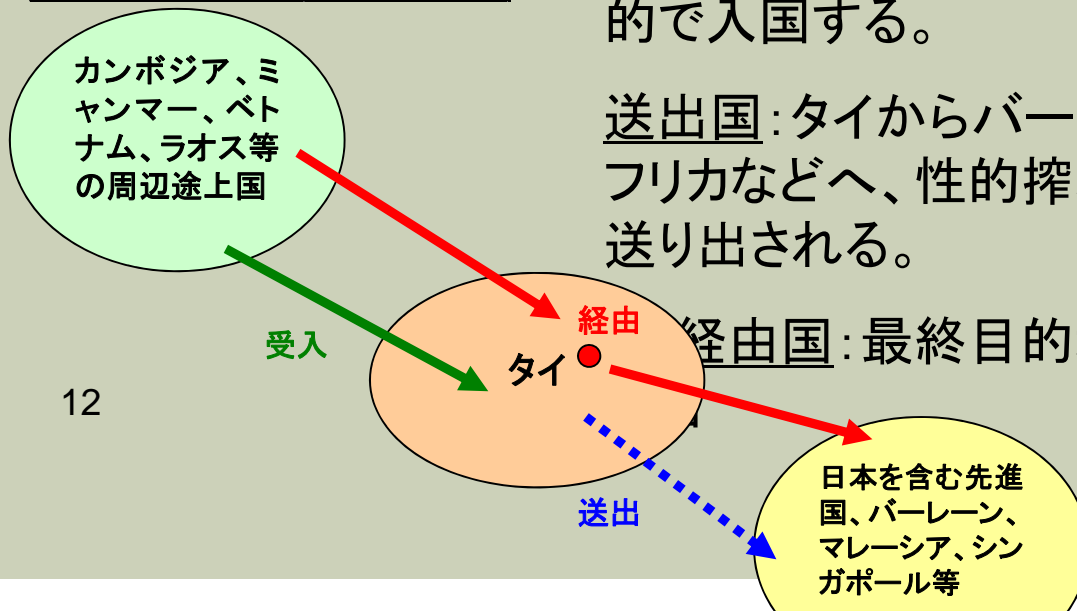 カンボジア、ミ
ャンマー、ベト
ナム、ラオス等
の周辺途上国
的で入国する。
送出国：タイからバー
フリカなどへ、性的搾
送り出される。
経由国：最終目的
経由
受入
タイ
12
送出
日本を含む先進
国、バーレーン、
マレーシア、シン
ガポール等